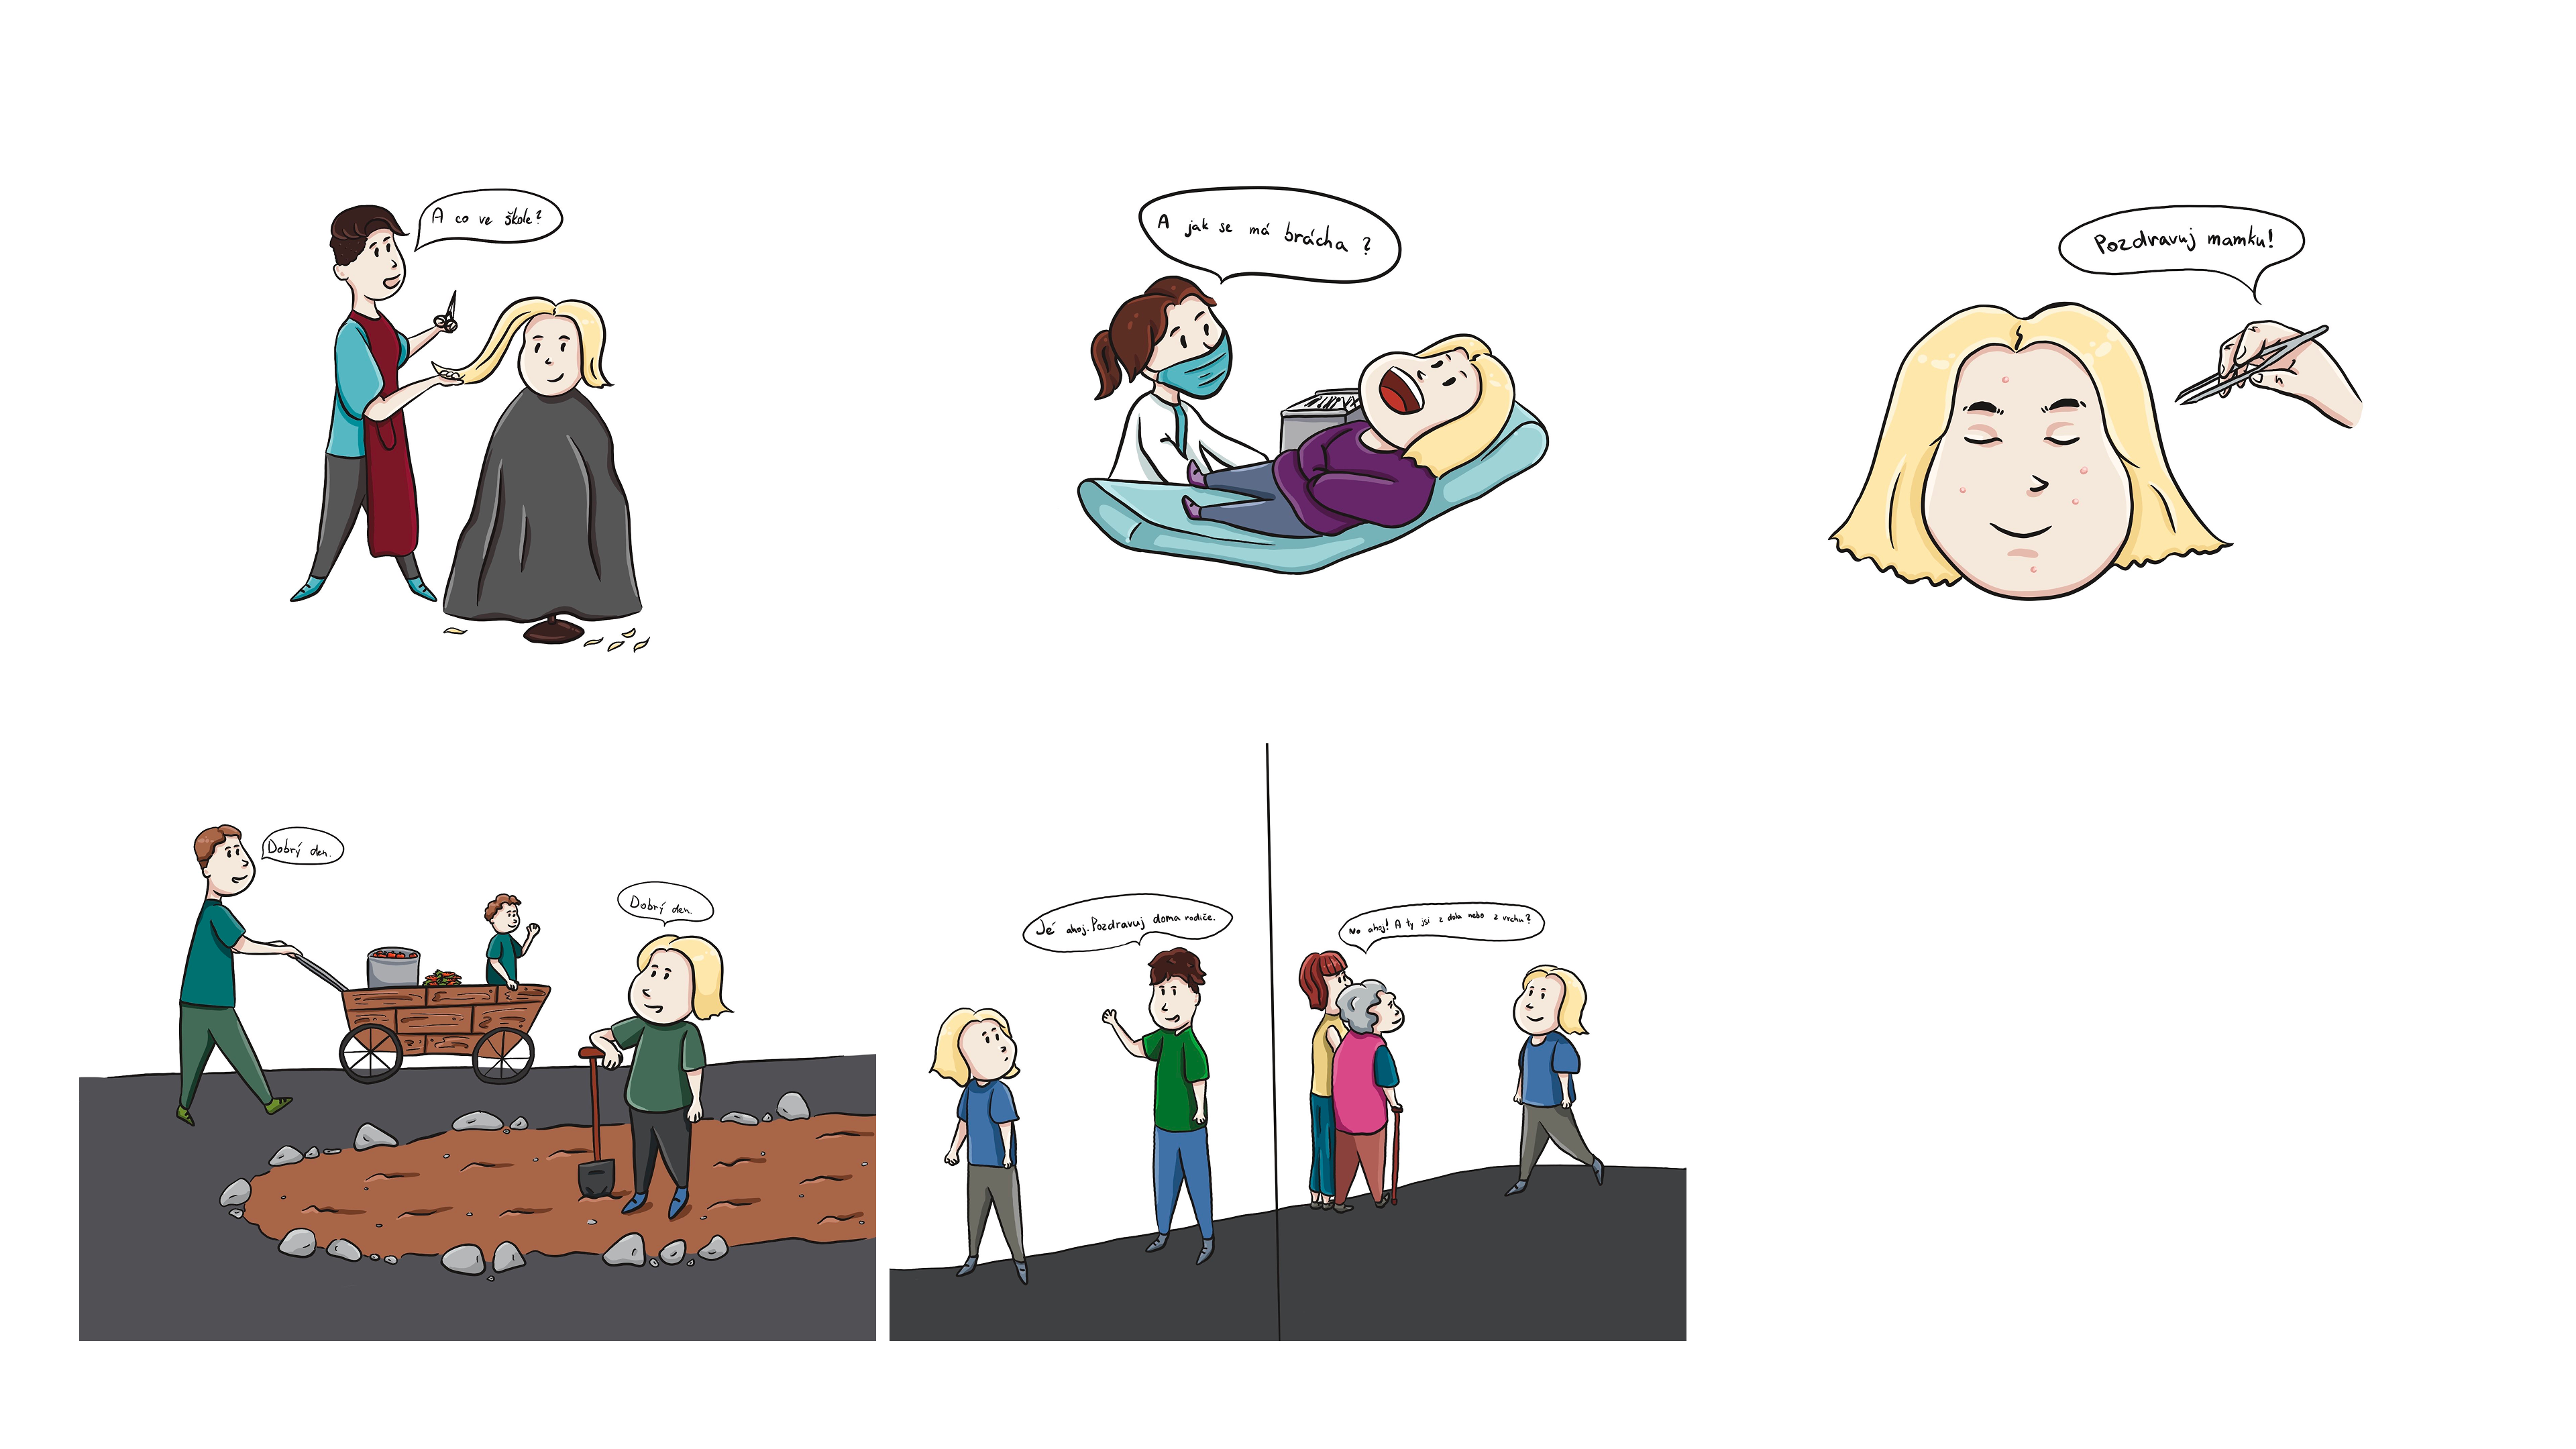 A co ve škole?
A jak se má brácha ?
Pozdravuj mamku!
Dobrý den.
Dobrý den.
Jé ahoj. Pozdravuj doma rodiče.
No ahoj! A ty jsi z dola nebo z vrchu?